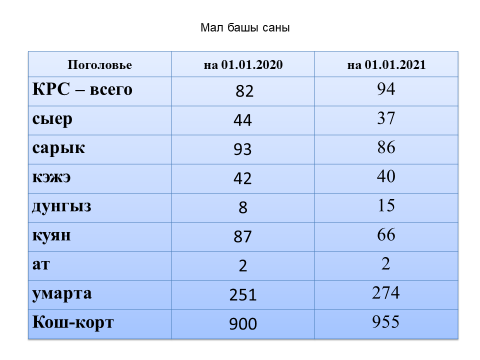 Мал башы саны
Поголовье на 01.01.2020 на 01.01.2021
КРС – всего 82 94
сыер 44 37
сарык 93 86
кэжэ 42 40
дунгыз 8 15
куян 87 66
ат 2 2
умарта 251 274
Кош-корт 900 955